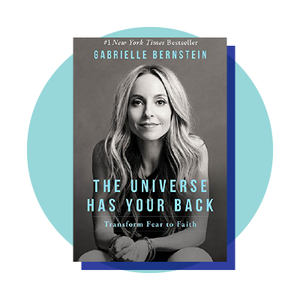 #1 New York Times Bestseller
GABRIELLE BERNSTEIN
THE UNIVERSE
HAS YOUR BACK
Transform Fear to Faith